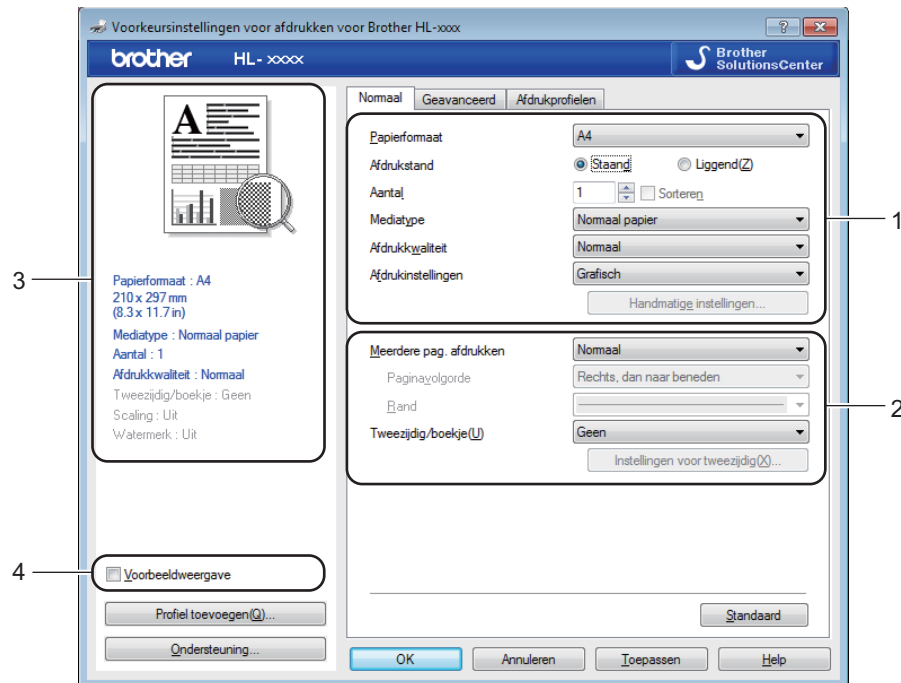 Voorkeursinstellingen voor afdrukken voor Brother HL-xxxx
brother HL-xxxx
Brother
SolutionsCenter
Normaal Geavanceerd Afdrukprofielen
A
Papierformaat A4
Afdrukstand Staand Liggend(Z)
Aantal 1 Sorteren
Mediatype Normaal papier
Afdrukkwaliteit Normaal
Afdrukinstellingen Grafisch
Handmatige instellingen...
1
3
Papierformaat : A4
210 x 297 mm
(8.3 x 11.7 in)
Mediatype : Normaal papier
Aantal : 1
Afdrukkwaliteit : Normaal
Tweezijdig/boekje : Geen
Scaling : Uit
Watermerk : Uit
Meerdere pag. afdrukken Normaal
Paginavolgorde Rechts, dan naar beneden
Rand
Tweezijdig/boekje(U) Geen
Instellingen voor tweezijdig(X)...
2
4
Voorbeeldweergave
Profiel toevoegen(Q)...
Ondersteuning...
Standaard
OK Annuleren Toepassen Help